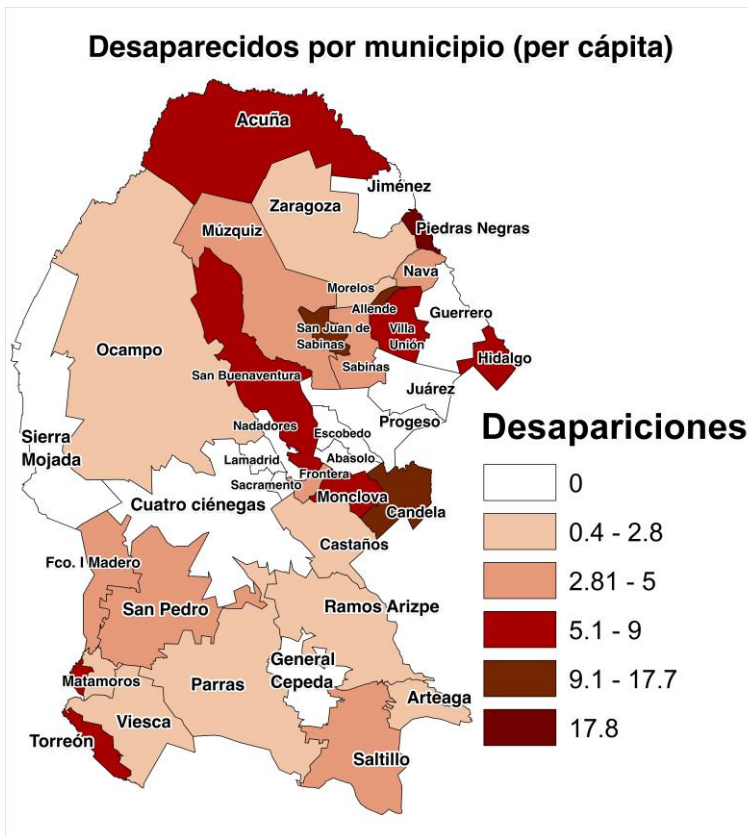 Desaparecidos por municipio (per cápita)
Acuña
Jiménez
Zaragoza
Piedras Negras
Múzquiz
Nava
Morelos
Allende
Guerrero
San Juan de
Sabinas
Villa
Unión
Ocampo
Hidalgo
Sabinas
San Buenaventura
Juárez
Progeso
Nadadores
Escobedo
Sierra
Mojada
Lamadrid
Abasolo
Frontera
Sacramento
Monclova
Cuatro ciénegas
Candela
Castaños
Fco. I Madero
San Pedro
Ramos Arizpe
General
Cepeda
Matamoros
Parras
Arteaga
Viesca
Torreón
Saltillo
Desapariciones
0
0.4 - 2.8
2.81 - 5
5.1 - 9
9.1 - 17.7
17.8